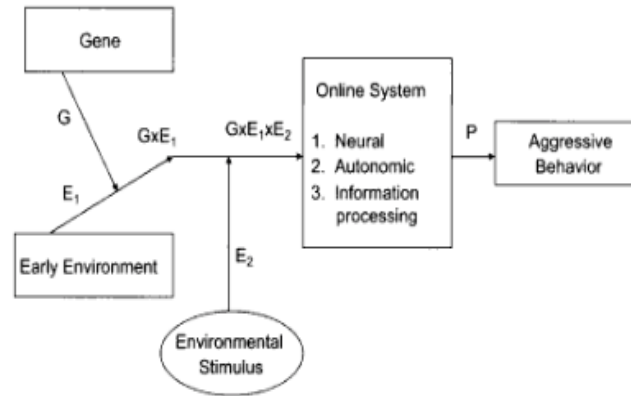 Gene
G
GxE₁
E₁
Early Environment
GxE₁xE₂
E₂
Environmental
Stimulus
Online System
1. Neural
2. Autonomic
3. Information
processing
P
Aggressive
Behavior